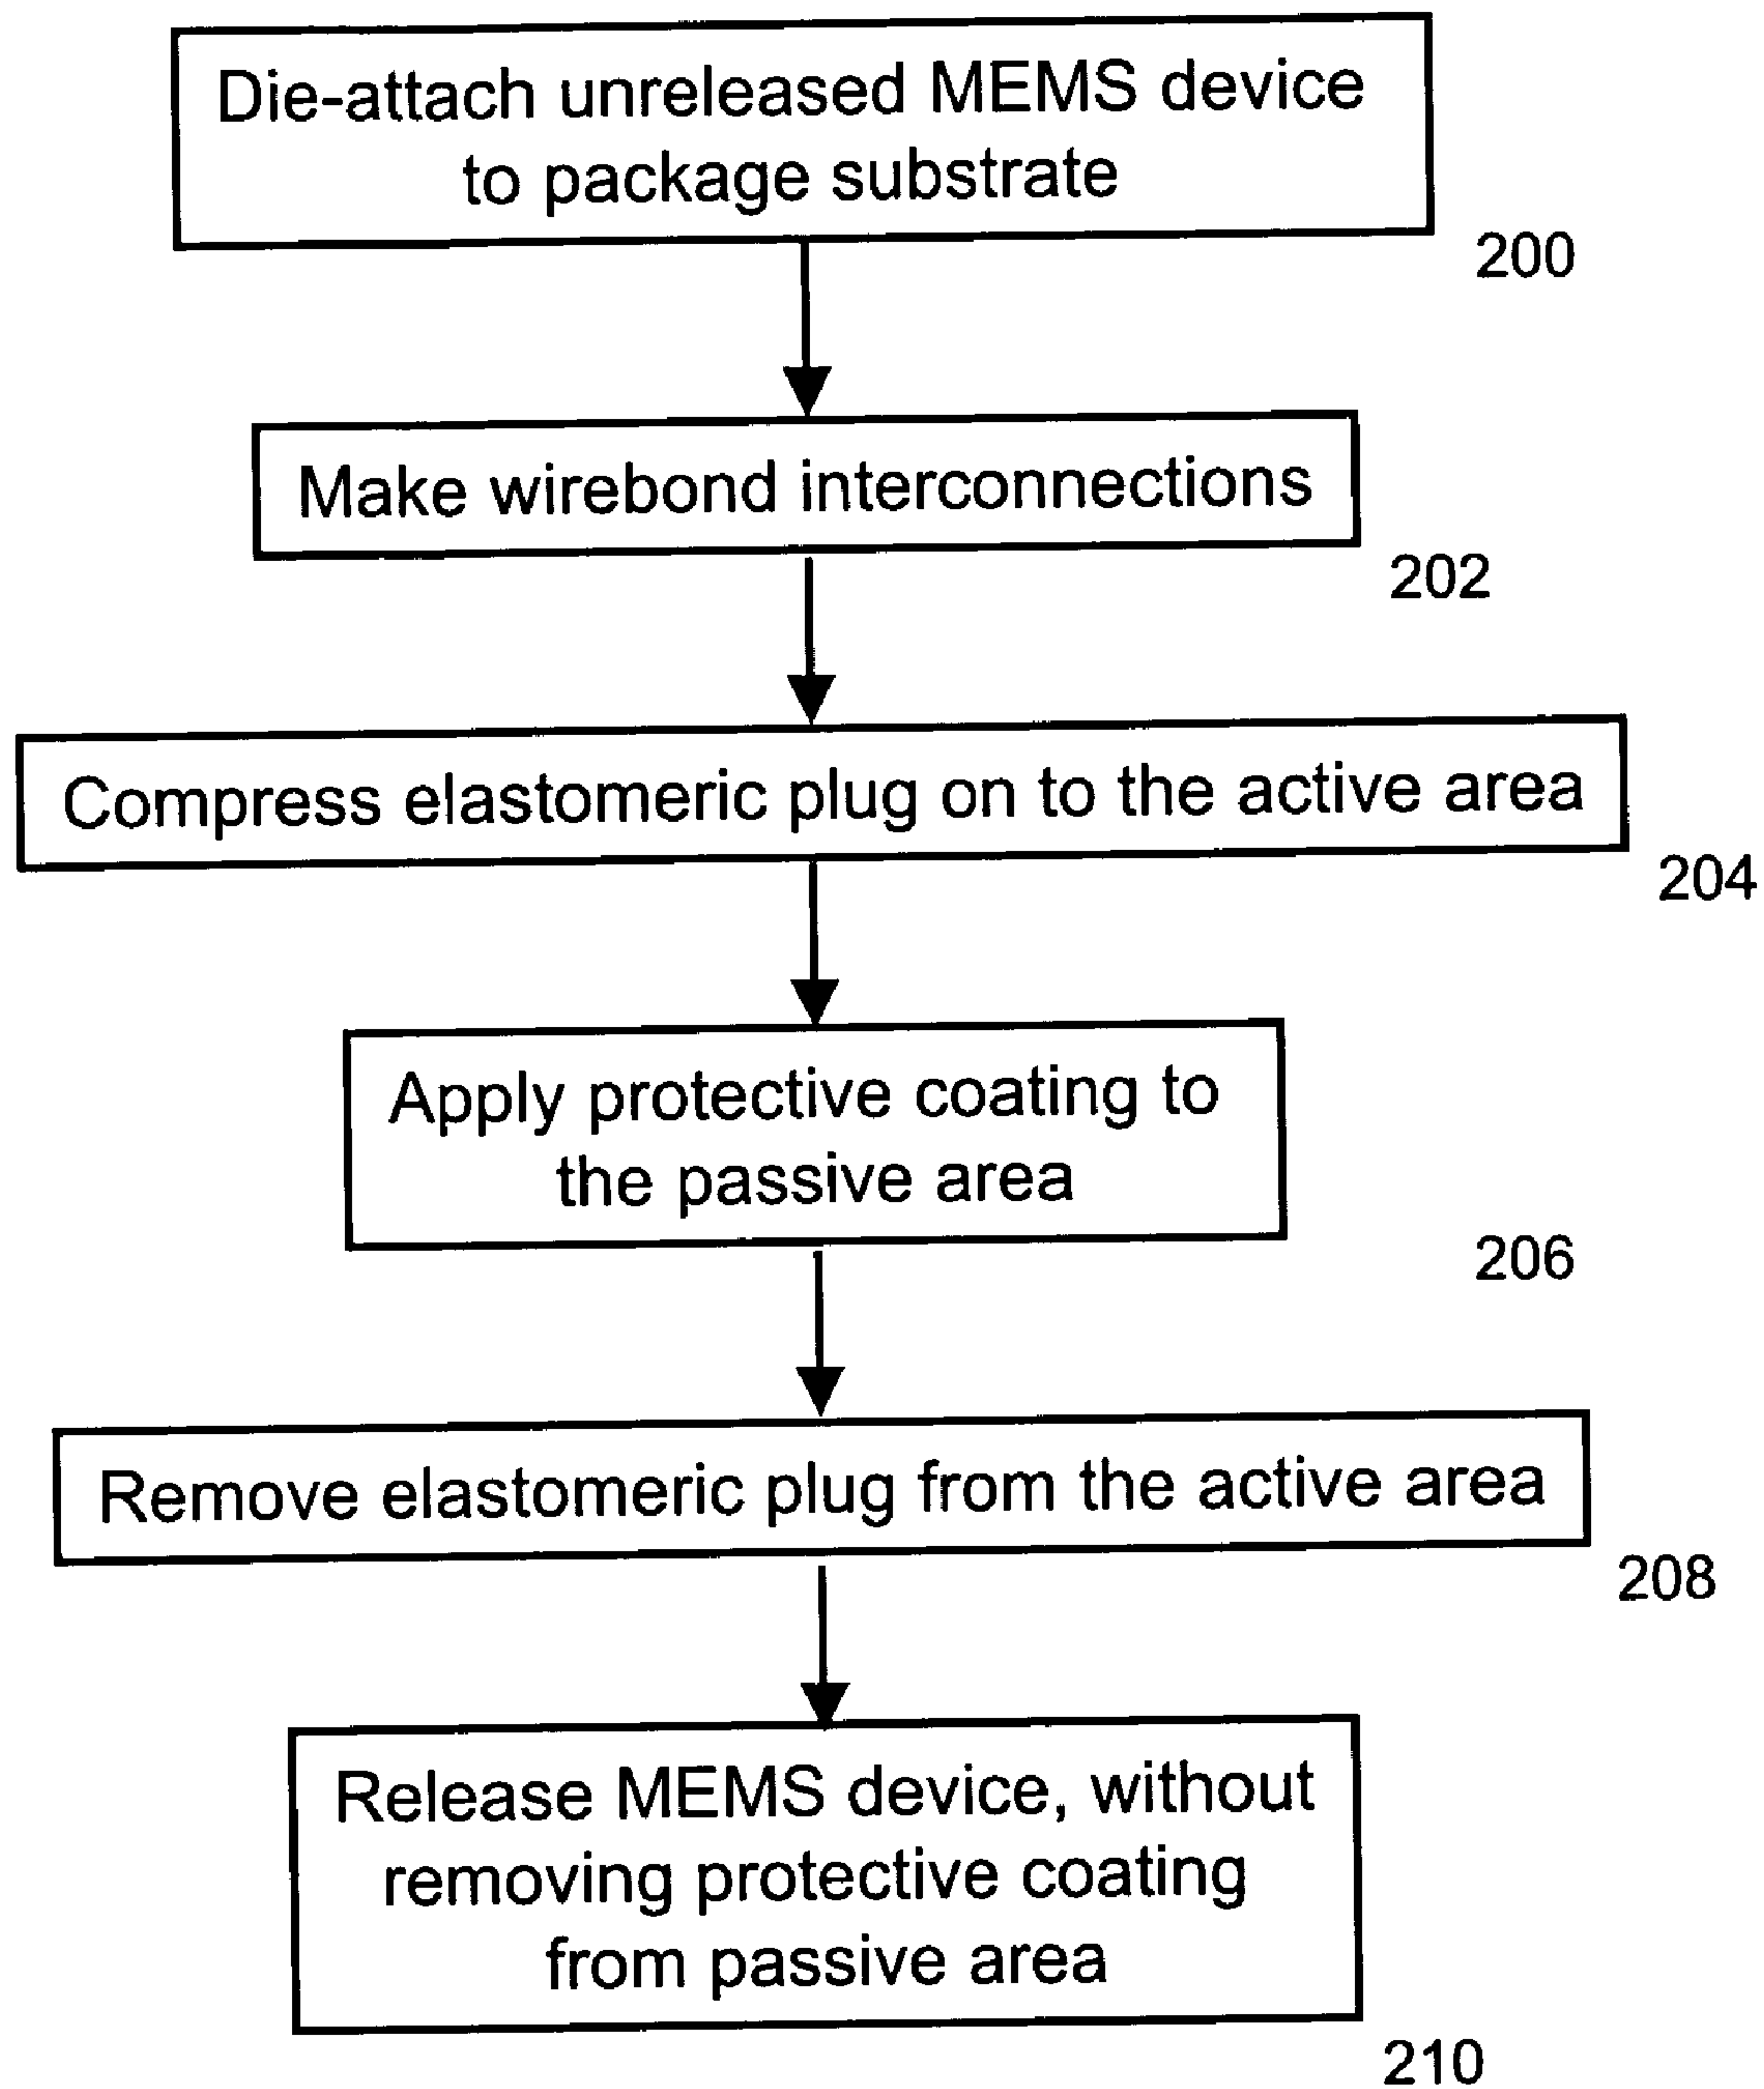 Die-attach unreleased MEMS device
to package substrate
200
Make wirebond interconnections
202
Compress elastomeric plug on to the active area
204
Apply protective coating to
the passive area
206
Remove elastomeric plug from the active area
208
Release MEMS device, without
removing protective coating
from passive area
210